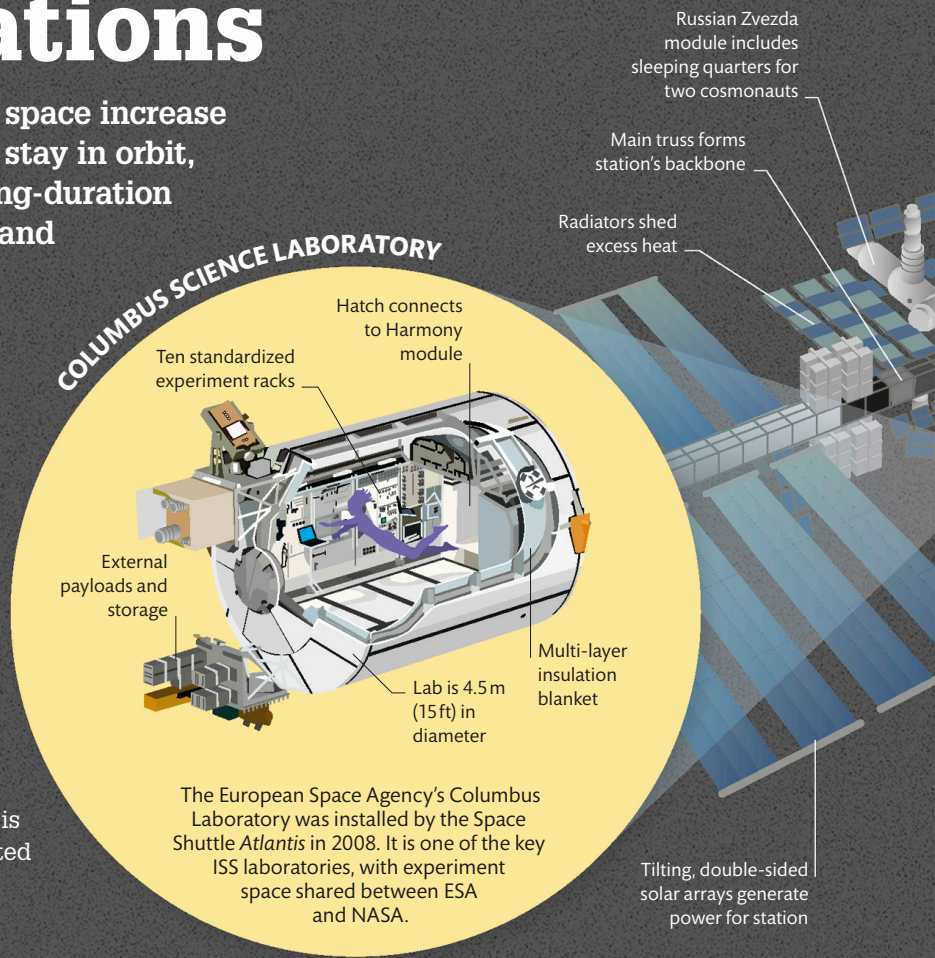 ations
space increase
stay in orbit,
ng-duration
and
Russian Zvezda
module includes
sleeping quarters for
two cosmonauts
Main truss forms
station's backbone
Radiators shed
excess heat
COLUMBUS SCIENCE LABORATORY
Hatch connects
to Harmony
module
Ten standardized
experiment racks
External
payloads and
storage
Multi-layer
insulation
blanket
Lab is 4.5 m
(15 ft) in
diameter
The European Space Agency's Columbus
Laboratory was installed by the Space
Shuttle Atlantis in 2008. It is one of the key
ISS laboratories, with experiment
space shared between ESA
and NASA.
is
ted
Tilting, double-sided
solar arrays generate
power for station